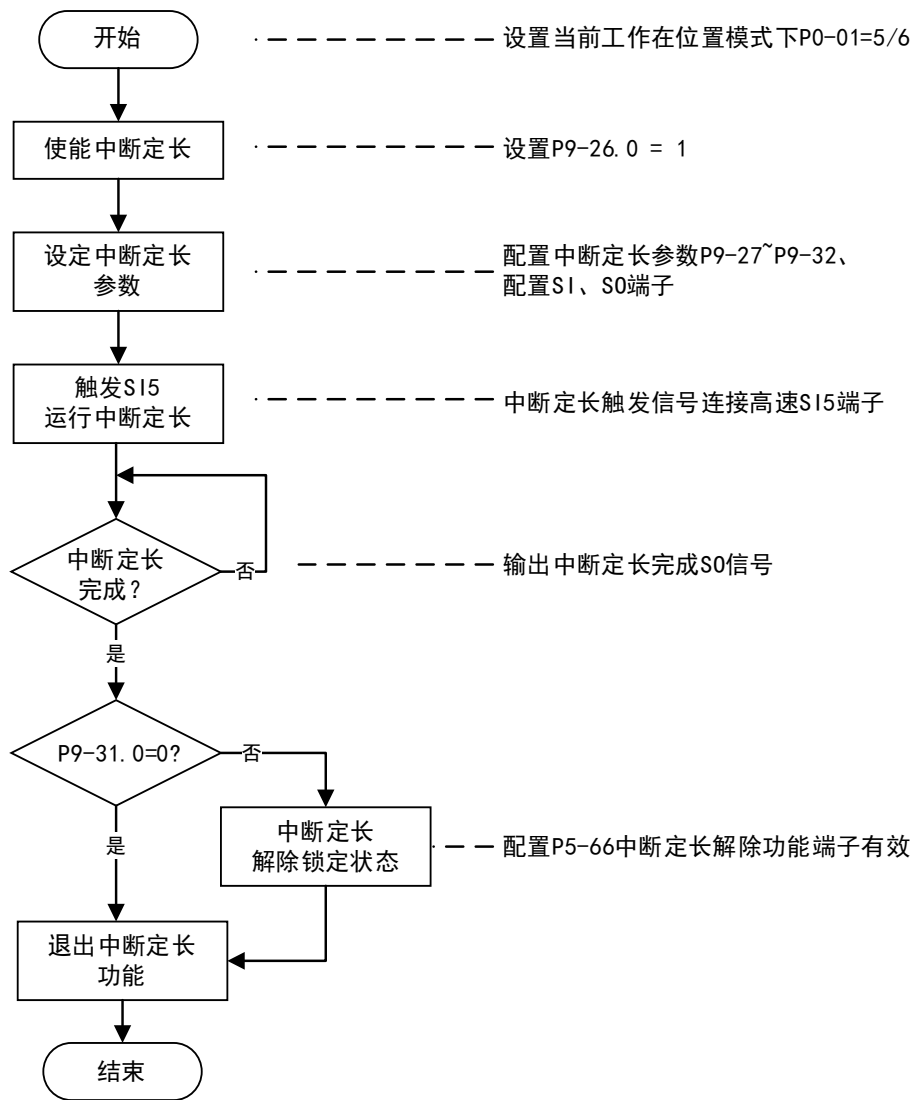 开始
设置当前工作在位置模式下P0-01=5/6
使能中断定长
设置P9-26.0 = 1
设定中断定长
参数
配置中断定长参数P9-27~P9-32、
配置SI、SO端子
触发SI5
运行中断定长
中断定长触发信号连接高速SI5端子
中断定长
完成？
否
输出中断定长完成SO信号
是
P9-31.0=0?
否
中断定长
解除锁定状态
配置P5-66中断定长解除功能端子有效
是
退出中断定长
功能
结束